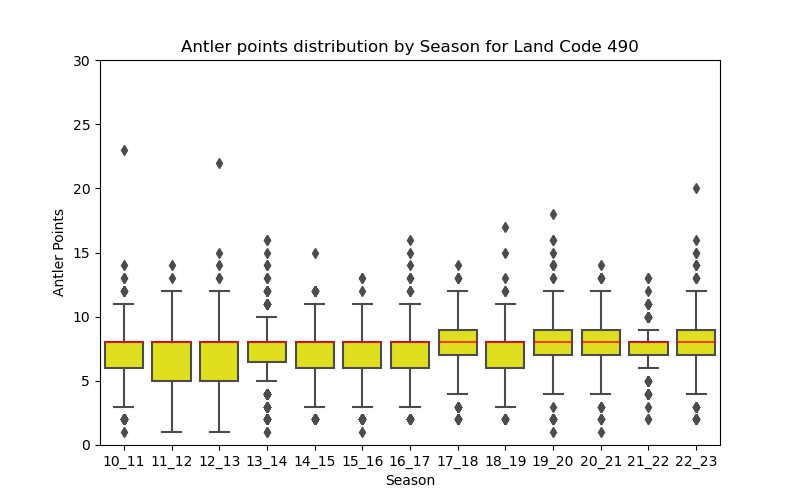 Antler points distribution by Season for Land Code 490
30
25
20
15
10
5
0
Antler Points
10_11 11_12 12_13 13_14 14_15 15_16 16_17 17_18 18_19 19_20 20_21 21_22 22_23
Season